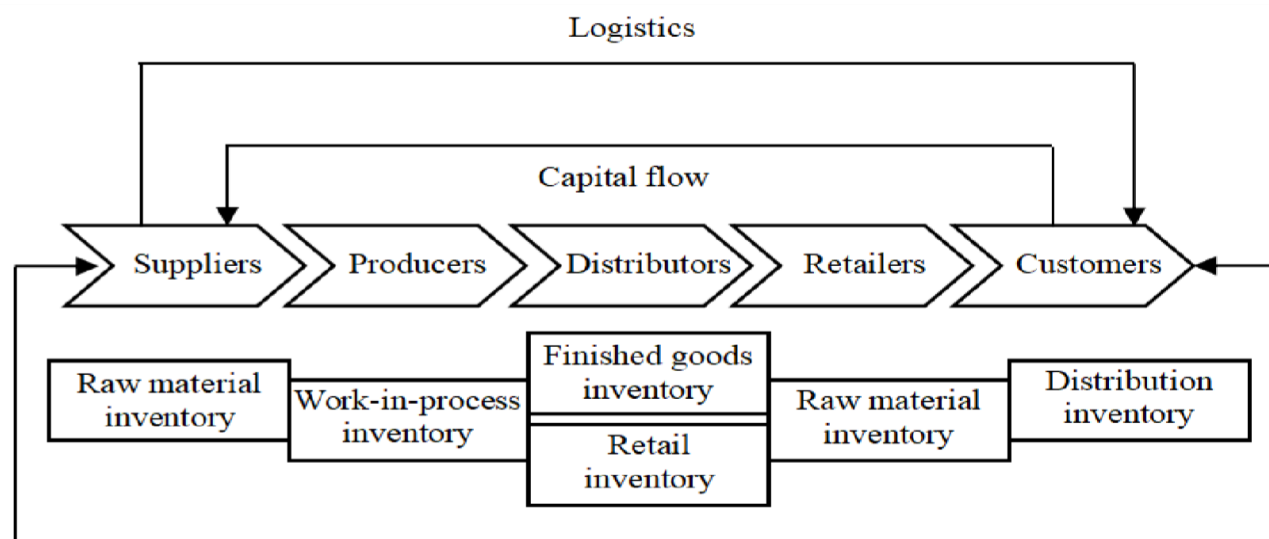 Logistics
Capital flow
Suppliers
Producers
Distributors
Retailers
Customers
Raw material
inventory
Work-in-process
inventory
Finished goods
inventory
Retail
inventory
Raw material
inventory
Distribution
inventory